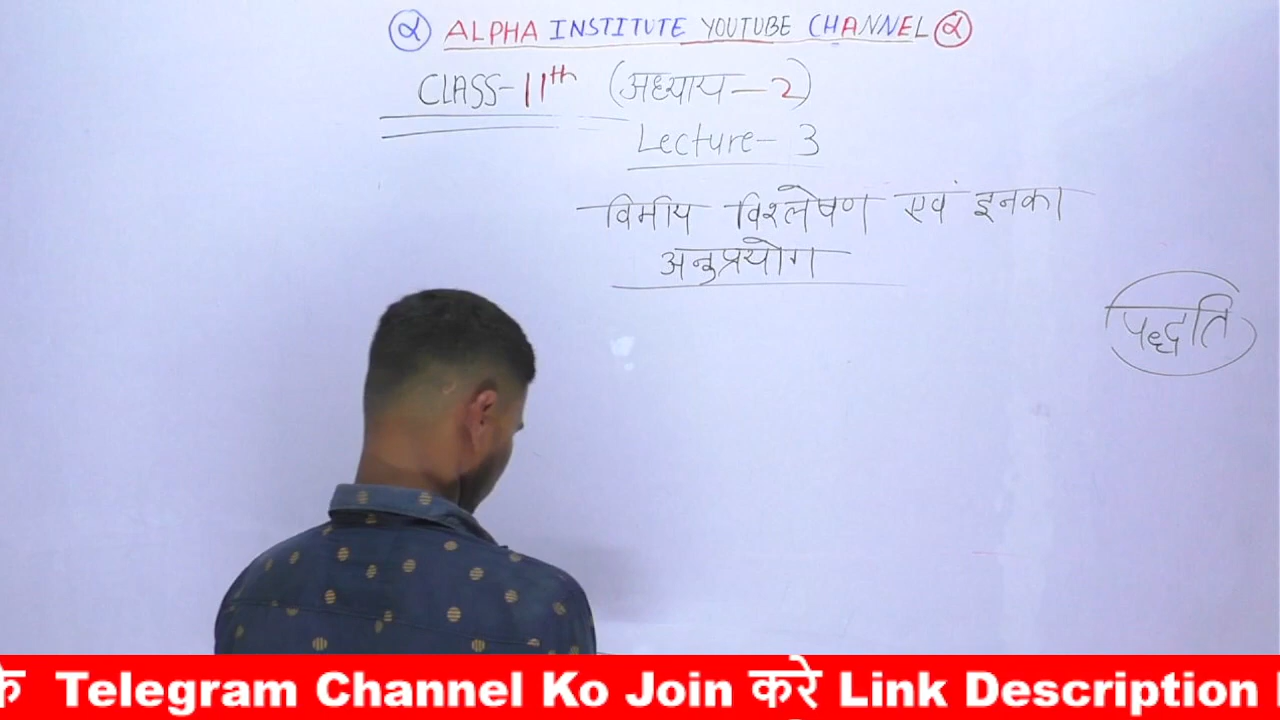 α ALPHA INSTITUTE YOUTUBE CHANNEL α
CLASS-11th (अध्याय-2)
Lecture-3
विमीय विश्लेषण एवं इनका
अनुप्रयोग
पद्धति
के Telegram Channel Ko Join करे Link Description